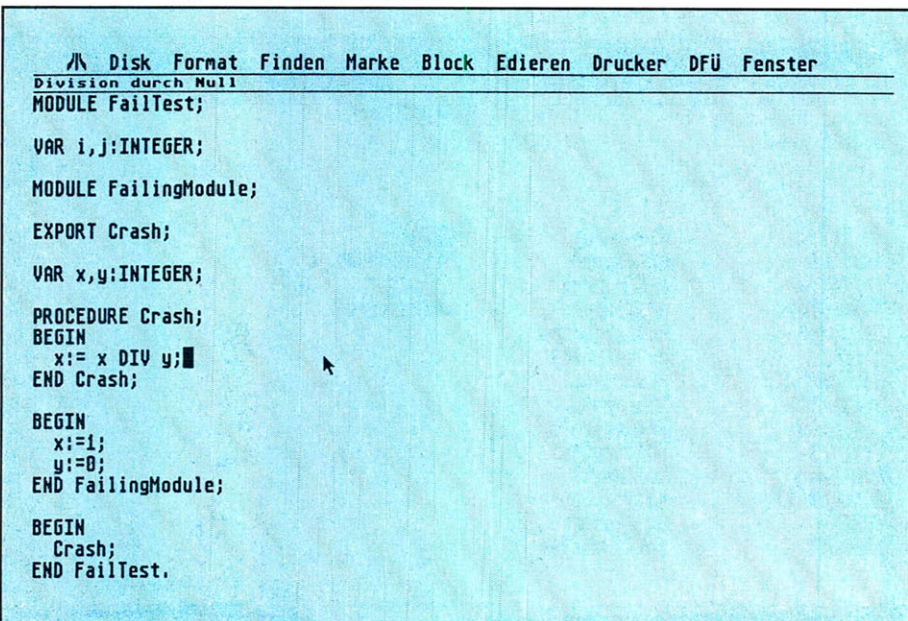 Disk Format Finden Marke Block Edieren Drucker DFÜ Fenster
Division durch Null
MODULE FailTest;
VAR i,j:INTEGER;
MODULE FailingModule;
EXPORT Crash;
VAR x,y:INTEGER;
PROCEDURE Crash;
BEGIN
x:= x DIV y;
END Crash;
BEGIN
x:=1;
y:=0;
END FailingModule;
BEGIN
Crash;
END FailTest.